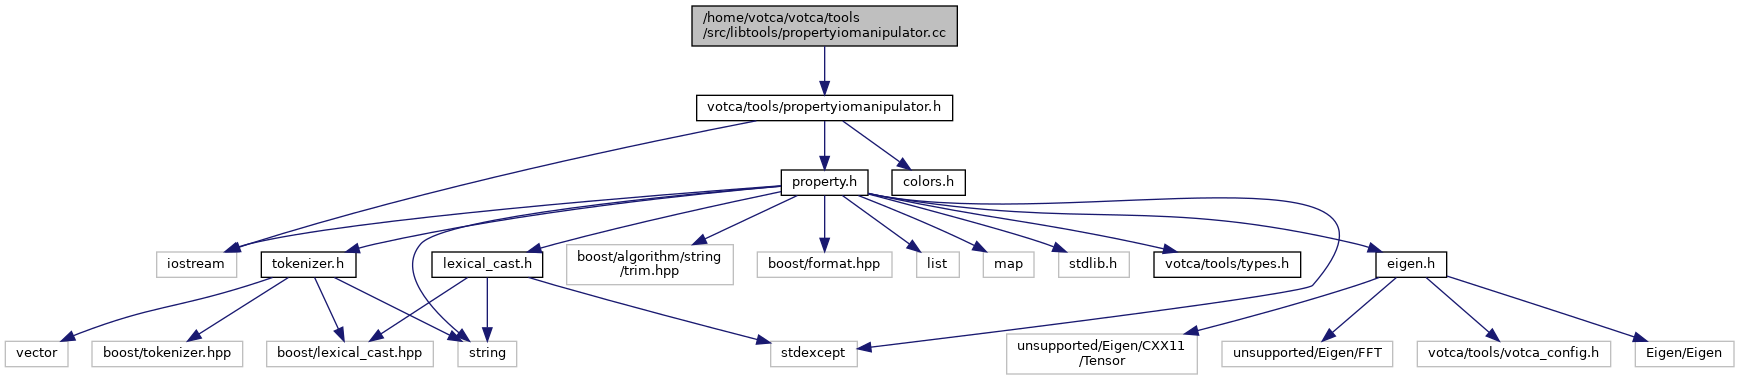 /home/votca/votca/tools
/src/libtools/propertyiomanipulator.cc
votca/tools/propertyiomanipulator.h
property.h
colors.h
iostream
tokenizer.h
lexical_cast.h
boost/algorithm/string
/trim.hpp
boost/format.hpp
list
map
stdlib.h
votca/tools/types.h
eigen.h
vector
boost/tokenizer.hpp
boost/lexical_cast.hpp
string
stdexcept
unsupported/Eigen/CXX11
/Tensor
unsupported/Eigen/FFT
votca/tools/votca_config.h
Eigen/Eigen